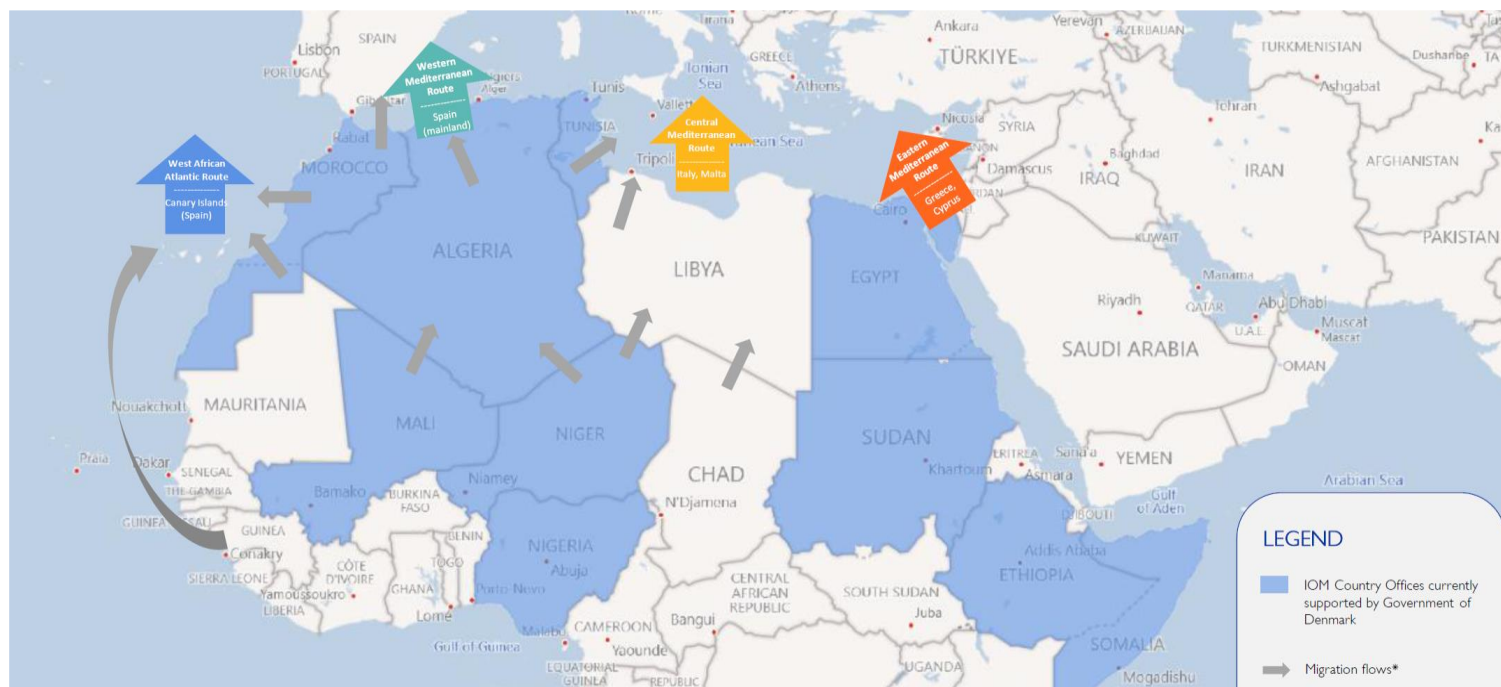 Lisbon
PORTUGAL
SPAIN
Tirana
Ankara
TÜRKIYE
GREECE
Athens
Ionian
Sea
Yerevan
AZERBAIJAN
TURKMENISTAN
Ashgabat
Dushanbe
Western
Mediterranean
Route
Spain
(mainland)
Alger
Tunis
TUNISIA
Central
Mediterranean
Route
Italy, Malta
Tripoli
Nicosia
SYRIA
Damascus
Baghdad
IRAQ
Tehran
IRAN
AFGHANISTAN
PAKISTAN
Eastern
Mediterranean
Route
Greece,
Cyprus
Rabat
MOROCCO
West African
Atlantic Route
Canary Islands
(Spain)
ALGERIA
LIBYA
Cairo
EGYPT
KUWAIT
Manama
QATAR
Abu Dhabi
U.A.E.
Riyadh
SAUDI ARABIA
Muscat
Mascat
OMAN
Nouakchott
MAURITANIA
MALI
NIGER
CHAD
SUDAN
Khartoum
ERITREA
Asmara
Sana'a
YEMEN
Praia
Dakar
SENEGAL
THE GAMBIA
Bamako
Niamey
BURKINA
FASO
N'Djamena
Arabian Sea
Gulf
of Aden
DJIBOUTI
GUINEA
Conakry
SIERRA LEONE
LIBERIA
CÔTE
D'IVOIRE
Yamoussoukro
GHANA
TOGO
BENIN
Lomé
Porto-Novo
NIGERIA
Abuja
CENTRAL
AFRICAN
REPUBLIC
SOUTH SUDAN
Juba
Addis Ababa
ETHIOPIA
Gulf of Guinea
Malabo
EQUATORIAL
GUINEA
CAMEROON
Yaounde
Bangui
REPUBLIC
UGANDA
SOMALIA
Mogadishu
LEGEND
IOM Country Offices currently
supported by Government of
Denmark
Migration flows*